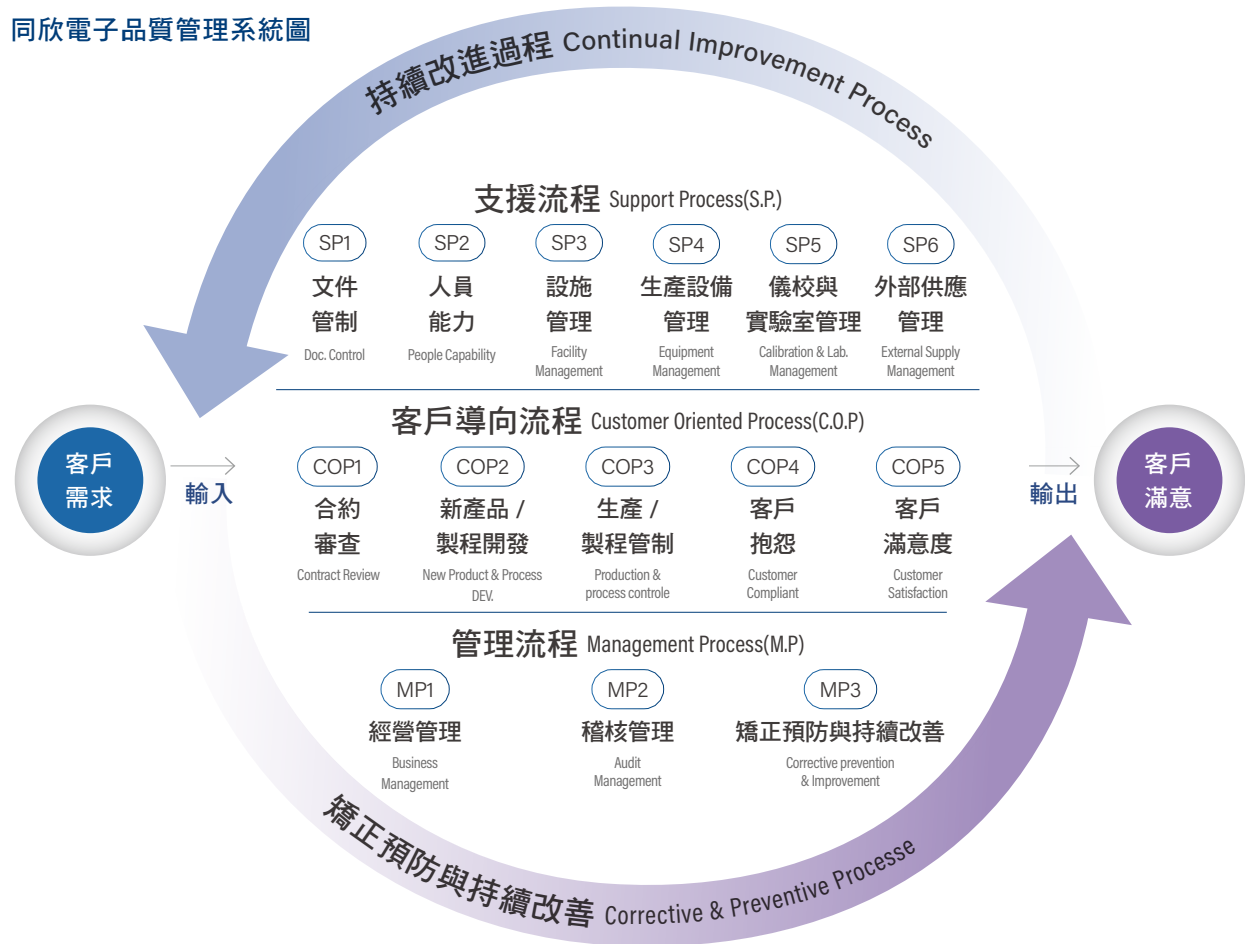 同欣電子品質管理系統圖
持續改進過程 Continual Improvement Process
支援流程 Support Process(S.P.)
SP1 SP2 SP3 SP4 SP5 SP6
文件 人員 設施 生產設備 儀校與 外部供應
管制 能力 管理 管理 實驗室管理 管理
Doc. Control People Capability Facility Equipment Calibration & Lab. External Supply
Management Management Management Management
客戶導向流程 Customer Oriented Process(C.O.P)
客戶
需求
輸入
COP1 COP2 COP3 COP4 COP5
合約 新產品 / 生產 / 客戶 客戶
審查 製程開發 製程管制 抱怨 滿意度
Contract Review New Product & Process Production & Customer Customer
DEV. process controle Compliant Satisfaction
輸出
客戶
滿意
管理流程 Management Process(M.P)
MP1 MP2 MP3
經營管理 稽核管理 矯正預防與持續改善
Business Audit Corrective prevention
Management Management & Improvement
矯正預防與持續改善 Corrective & Preventive Processe